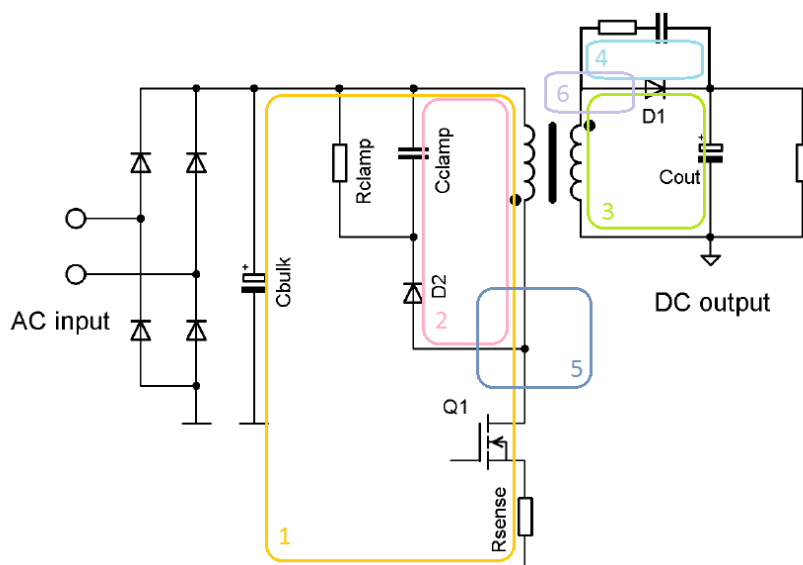 4
6
D1
Rclamp
Cclamp
Cout
+
3
+
Cbulk
D2
2
AC input
DC output
5
Q1
Rsense
1